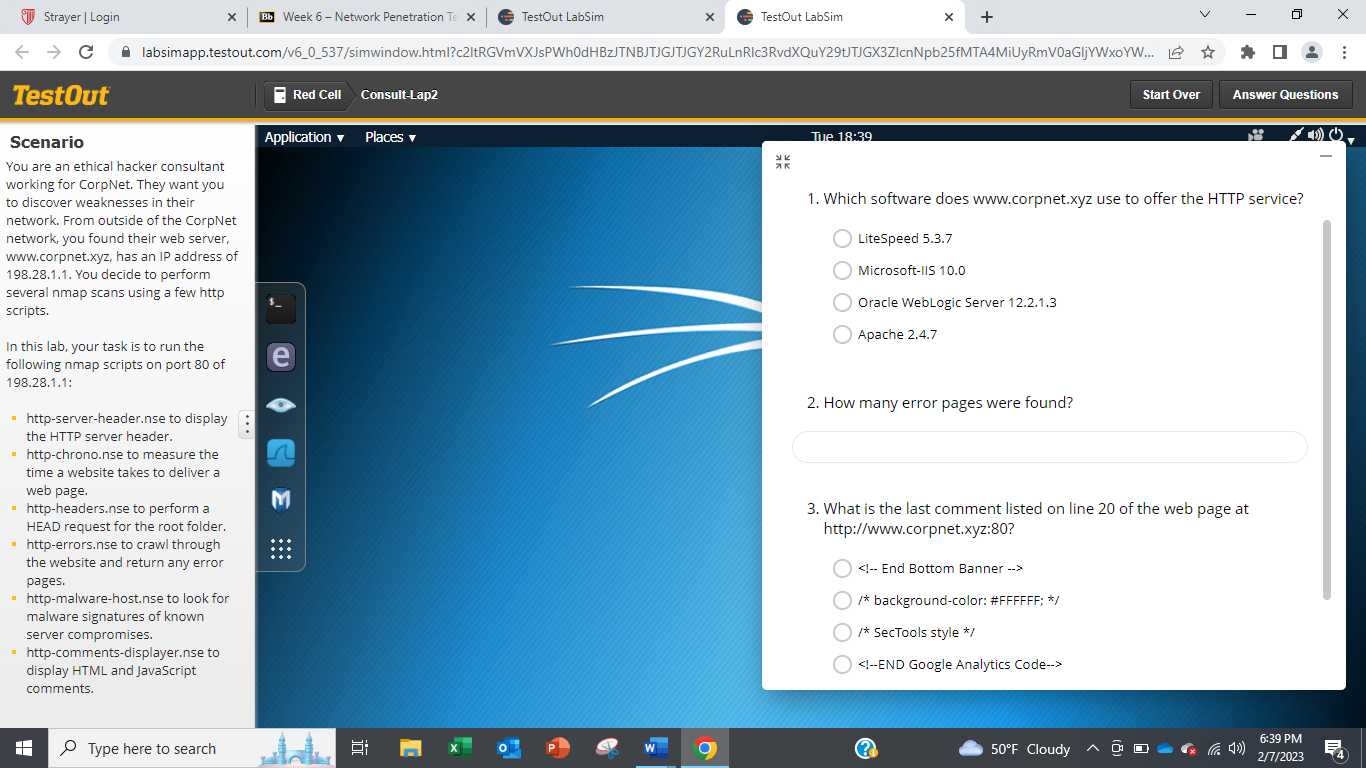 Strayer | Login
Bb Week 6 – Network Penetration Te
TestOut LabSim
TestOut LabSim
labsimapp.testout.com/v6_0_537/simwindow.html?
TestOut
Red Cell
Consult-Lap2
Start Over
Answer Questions
Scenario
You are an ethical hacker consultant
working for CorpNet. They want you
to discover weaknesses in their
network. From outside of the CorpNet
network, you found their web server,
www.corpnet.xyz, has an IP address of
198.28.1.1. You decide to perform
several nmap scans using a few http
scripts.
In this lab, your task is to run the
following nmap scripts on port 80 of
198.28.1.1:
http-server-header.nse to display
the HTTP server header.
http-chrono.nse to measure the
time a website takes to deliver a
web page.
http-headers.nse to perform a
HEAD request for the root folder.
http-errors.nse to crawl through
the website and return any error
pages.
http-malware-host.nse to look for
malware signatures of known
server compromises.
http-comments-displayer.nse to
display HTML and JavaScript
comments.
Application ▾
Places ▾
Tue 18:39
$_
e
1. Which software does www.corpnet.xyz use to offer the HTTP service?
LiteSpeed 5.3.7
Microsoft-IIS 10.0
Oracle WebLogic Server 12.2.1.3
Apache 2.4.7
2. How many error pages were found?
3. What is the last comment listed on line 20 of the web page at
http://www.corpnet.xyz:80?
<!-- End Bottom Banner -->
/* background-color: #FFFFFF; */
/* SecTools style */
<!--END Google Analytics Code-->
Type here to search
50°F Cloudy
6:39 PM
2/7/2023
4